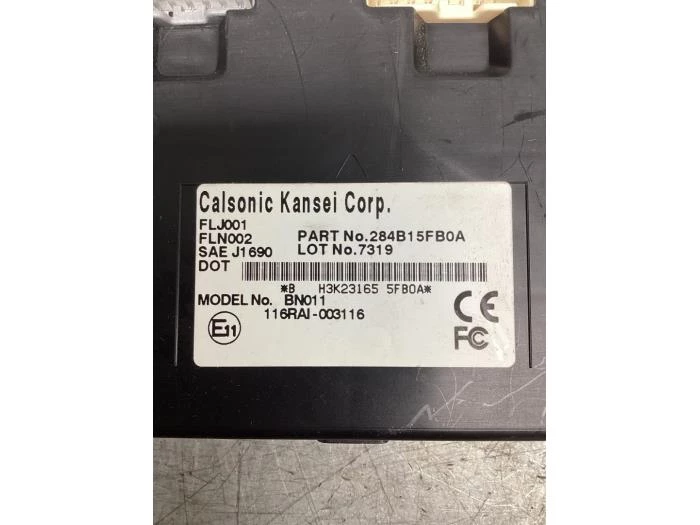 Calsonic Kansei Corp.
FLJ001
FLN002 PART No.284B15FB0A
SAE J1690 LOT No.7319
DOT
*B H3K23165 5FB0A*
MODEL No. BN011
116RAI-003116
E11
CE
FC